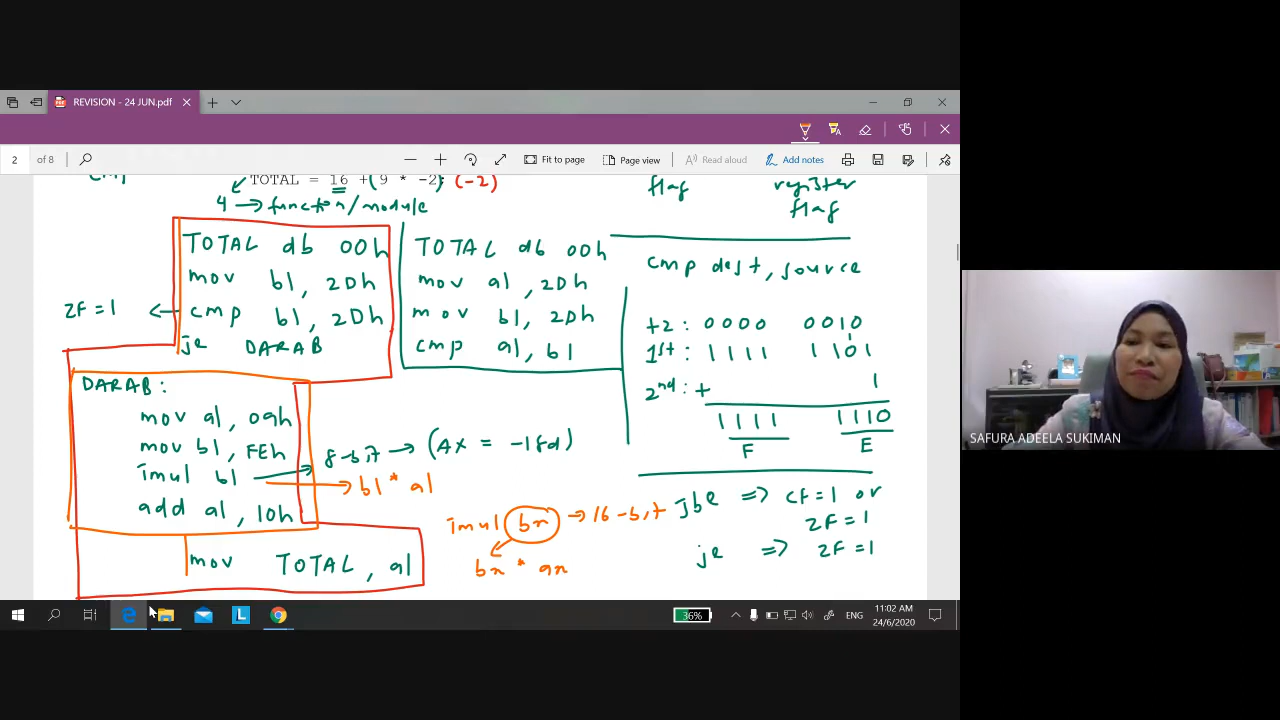 REVISION - 24 JUN.pdf
2 of 8
Fit to page
Page view
Read aloud
Add notes
TOTAL = 16 + (9 * -2); (-2)
4 → function/module
flag
register
flag
TOTAL db 00h
mov bl, 2Dh
ZF = 1 ← cmp bl, 2Dh
je DARAB
TOTAL db 00h
mov al, 2Dh
mov bl, 2Dh
cmp al, bl
cmp dest, source
+2 : 0000 0010
1st : 1111 1101
2nd : + 1
1111 1110
F E
DARAB:
mov al, 09h
mov bl, FEh
imul bl → 8-bit → (AX = -18d)
→ bl * al
add al, 10h
mov TOTAL, al
imul bx → 16-bit
bx * ax
jbe ⇒ CF = 1 or
ZF = 1
je ⇒ ZF = 1
SAFURA ADEELA SUKIMAN
36%
ENG
11:02 AM
24/6/2020